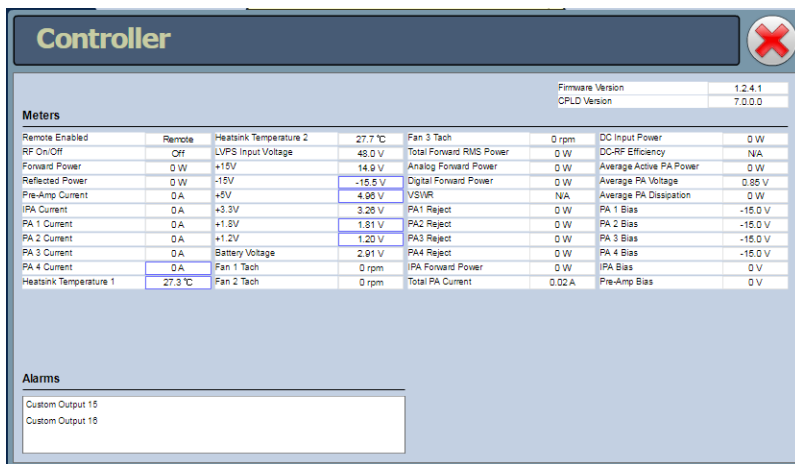 Controller
Firmware Version 1.2.4.1
CPLD Version 7.0.0.0
Meters
Remote Enabled Remote Heatsink Temperature 2 27.7 °C Fan 3 Tach 0 rpm DC Input Power 0 W
RF On/Off Off LVPS Input Voltage 48.0 V Total Forward RMS Power 0 W DC-RF Efficiency N/A
Forward Power 0 W +15V 14.9 V Analog Forward Power 0 W Average Active PA Power 0 W
Reflected Power 0 W -15V -15.5 V Digital Forward Power 0 W Average PA Voltage 0.85 V
Pre-Amp Current 0 A +5V 4.96 V VSWR N/A Average PA Dissipation 0 W
IPA Current 0 A +3.3V 3.26 V PA1 Reject 0 W PA 1 Bias -15.0 V
PA 1 Current 0 A +1.8V 1.81 V PA2 Reject 0 W PA 2 Bias -15.0 V
PA 2 Current 0 A +1.2V 1.20 V PA3 Reject 0 W PA 3 Bias -15.0 V
PA 3 Current 0 A Battery Voltage 2.91 V PA4 Reject 0 W PA 4 Bias -15.0 V
PA 4 Current 0 A Fan 1 Tach 0 rpm IPA Forward Power 0 W IPA Bias 0 V
Heatsink Temperature 1 27.3 °C Fan 2 Tach 0 rpm Total PA Current 0.02 A Pre-Amp Bias 0 V
Alarms
Custom Output 15
Custom Output 16